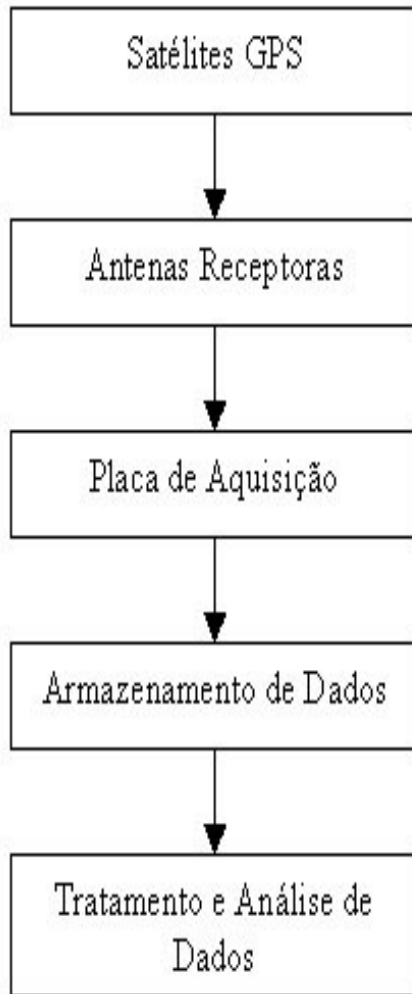 Satélites GPS
Antenas Receptoras
Placa de Aquisição
Armazenamento de Dados
Tratamento e Análise de
Dados